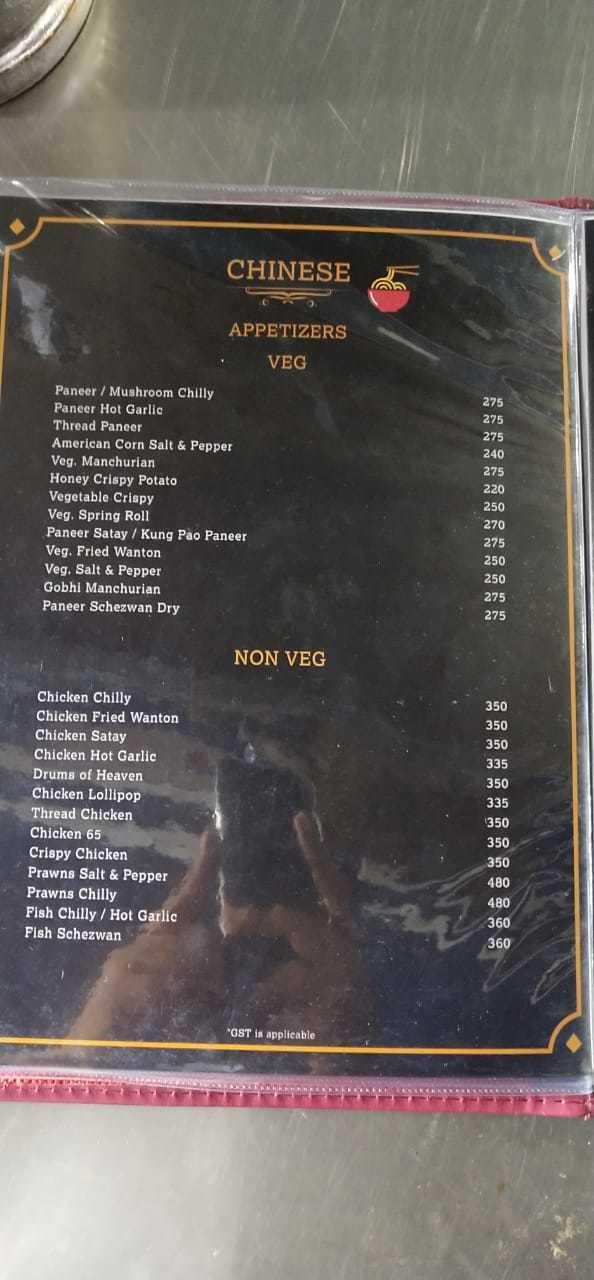 CHINESE
APPETIZERS
VEG
Paneer / Mushroom Chilly 275
Paneer Hot Garlic 275
Thread Paneer 275
American Corn Salt & Pepper 240
Veg. Manchurian 275
Honey Crispy Potato 220
Vegetable Crispy 250
Veg. Spring Roll 270
Paneer Satay / Kung Pao Paneer 275
Veg. Fried Wanton 250
Veg. Salt & Pepper 250
Gobhi Manchurian 275
Paneer Schezwan Dry 275
NON VEG
Chicken Chilly 350
Chicken Fried Wanton 350
Chicken Satay 350
Chicken Hot Garlic 335
Drums of Heaven 350
Chicken Lollipop 335
Thread Chicken 350
Chicken 65 350
Crispy Chicken 350
Prawns Salt & Pepper 480
Prawns Chilly 480
Fish Chilly / Hot Garlic 360
Fish Schezwan 360
*GST is applicable